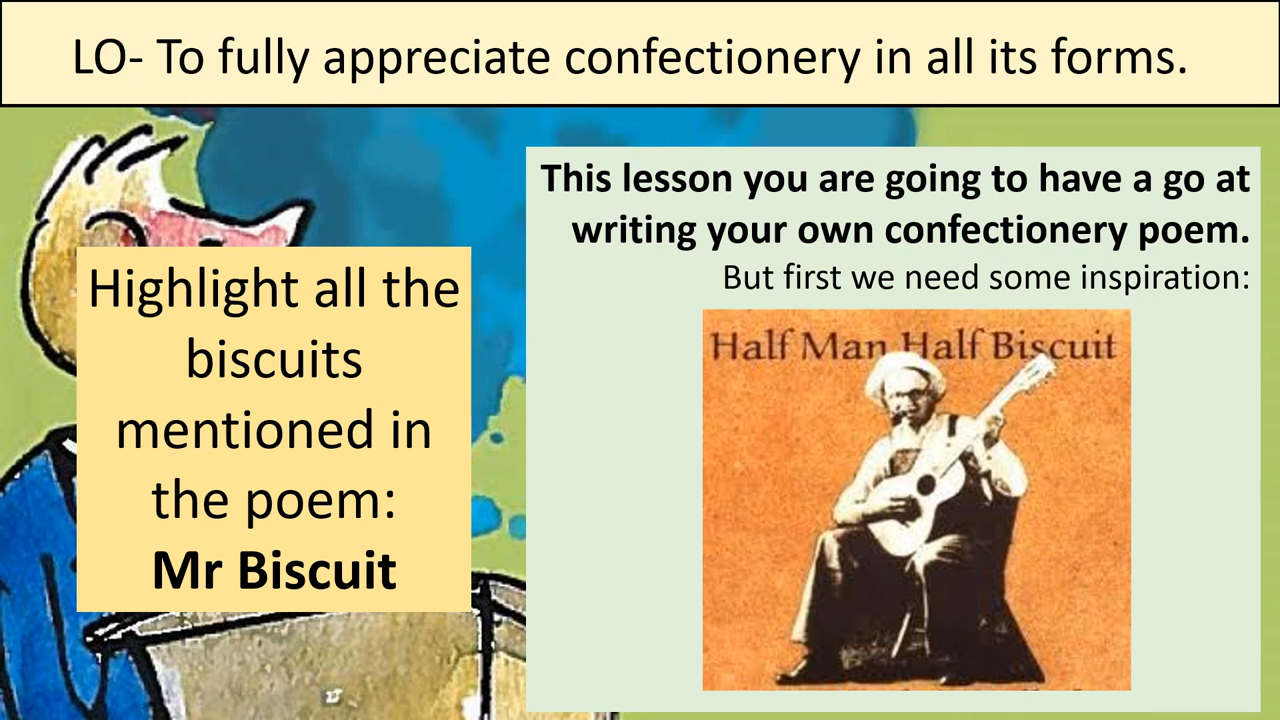 LO- To fully appreciate confectionery in all its forms.
Highlight all the
biscuits
mentioned in
the poem:
Mr Biscuit
This lesson you are going to have a go at
writing your own confectionery poem.
But first we need some inspiration:
Half Man Half Biscuit